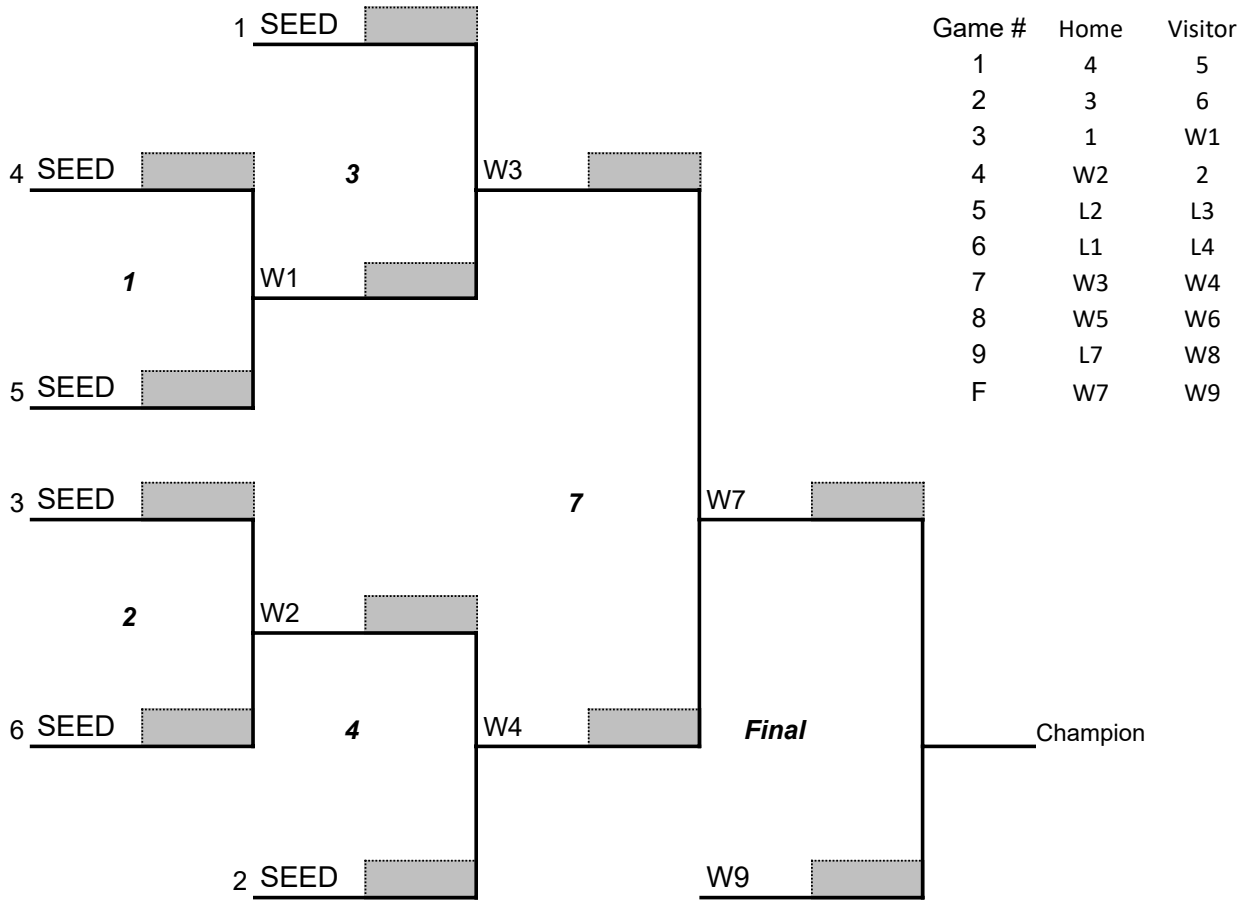 1 SEED
4 SEED
3
W3
1
W1
5 SEED
3 SEED
7
W7
2
W2
6 SEED
4
W4
Final
Champion
2 SEED
W9
Game # Home Visitor
1 4 5
2 3 6
3 1 W1
4 W2 2
5 L2 L3
6 L1 L4
7 W3 W4
8 W5 W6
9 L7 W8
F W7 W9